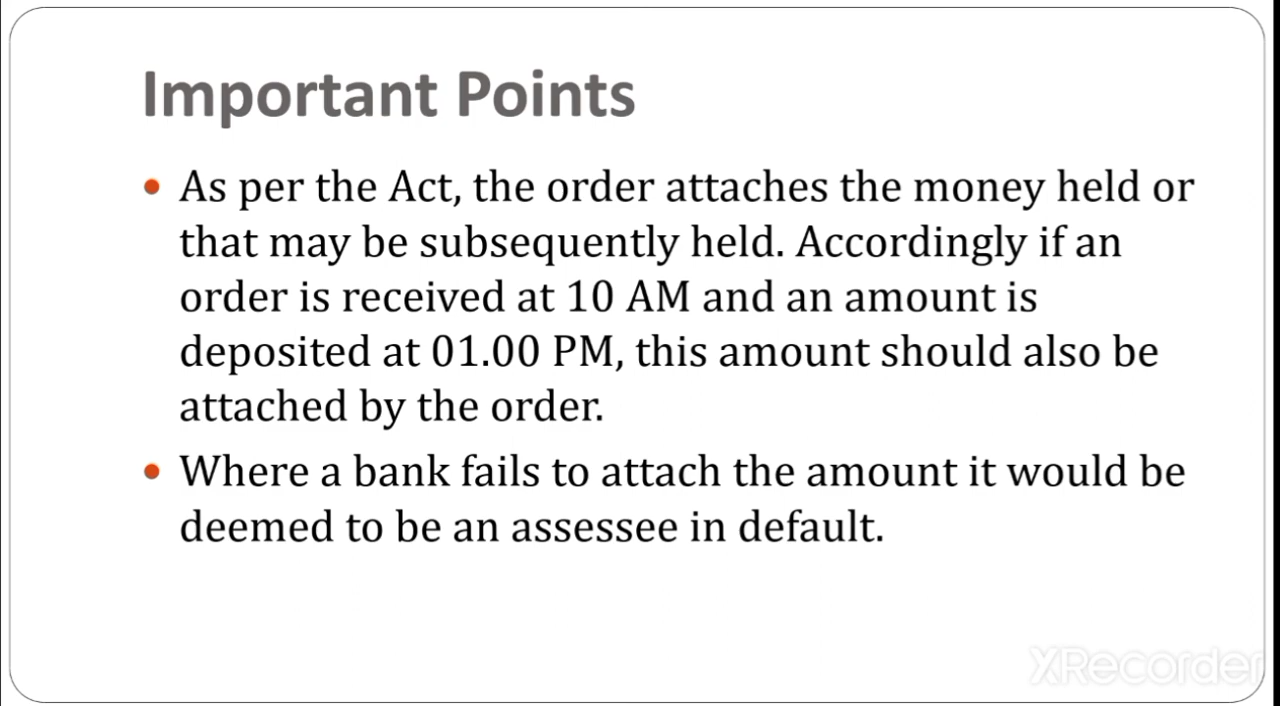 Important Points
As per the Act, the order attaches the money held or
that may be subsequently held. Accordingly if an
order is received at 10 AM and an amount is
deposited at 01.00 PM, this amount should also be
attached by the order.
Where a bank fails to attach the amount it would be
deemed to be an assessee in default.
XRecorder